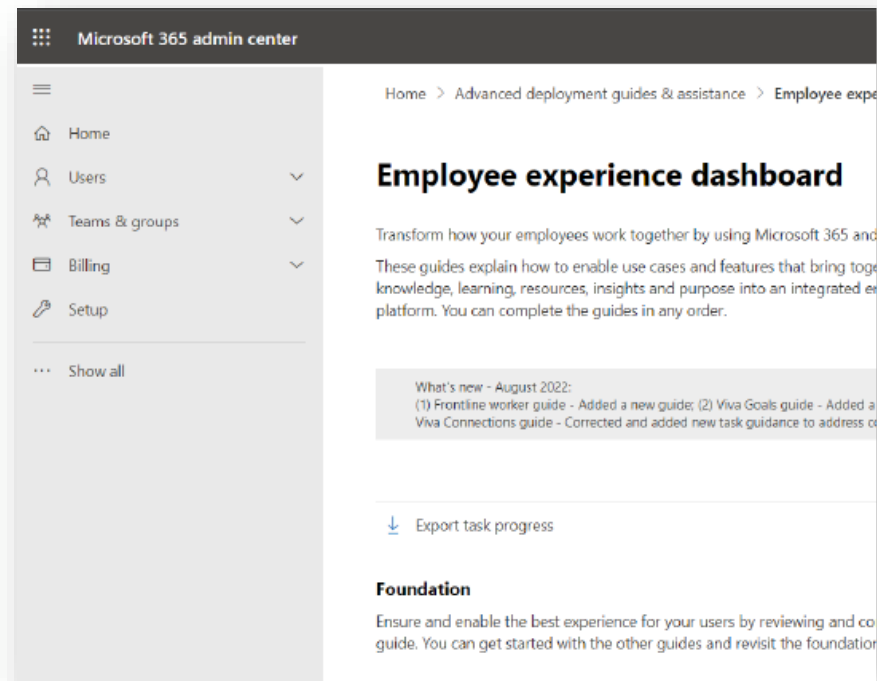 Microsoft 365 admin center
Home > Advanced deployment guides & assistance > Employee expe
Home
Users
Teams & groups
Billing
Setup
Show all
Employee experience dashboard
Transform how your employees work together by using Microsoft 365 and
These guides explain how to enable use cases and features that bring toge
knowledge, learning, resources, insights and purpose into an integrated e
platform. You can complete the guides in any order.
What's new - August 2022:
(1) Frontline worker guide - Added a new guide; (2) Viva Goals guide - Added a
Viva Connections guide - Corrected and added new task guidance to address c
Export task progress
Foundation
Ensure and enable the best experience for your users by reviewing and co
guide. You can get started with the other guides and revisit the foundation